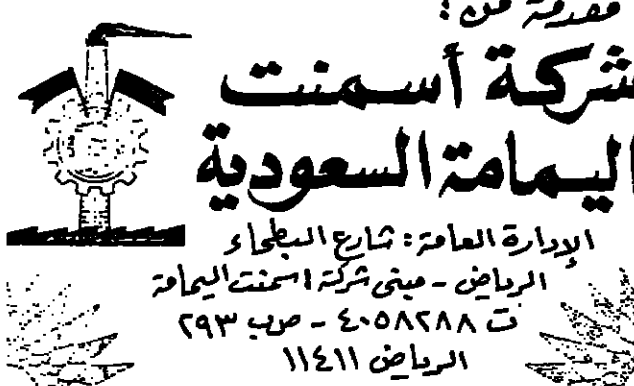 مقدمة من :
شركة أسمنت
اليمامة السعودية
الإدارة العامة : شارع البطحاء
الرياض - مبنى شركة اسمنت اليمامة
ت ٤٠٥٨٢٨٨ - ص ب ٢٩٣
الرياض ١١٤١١